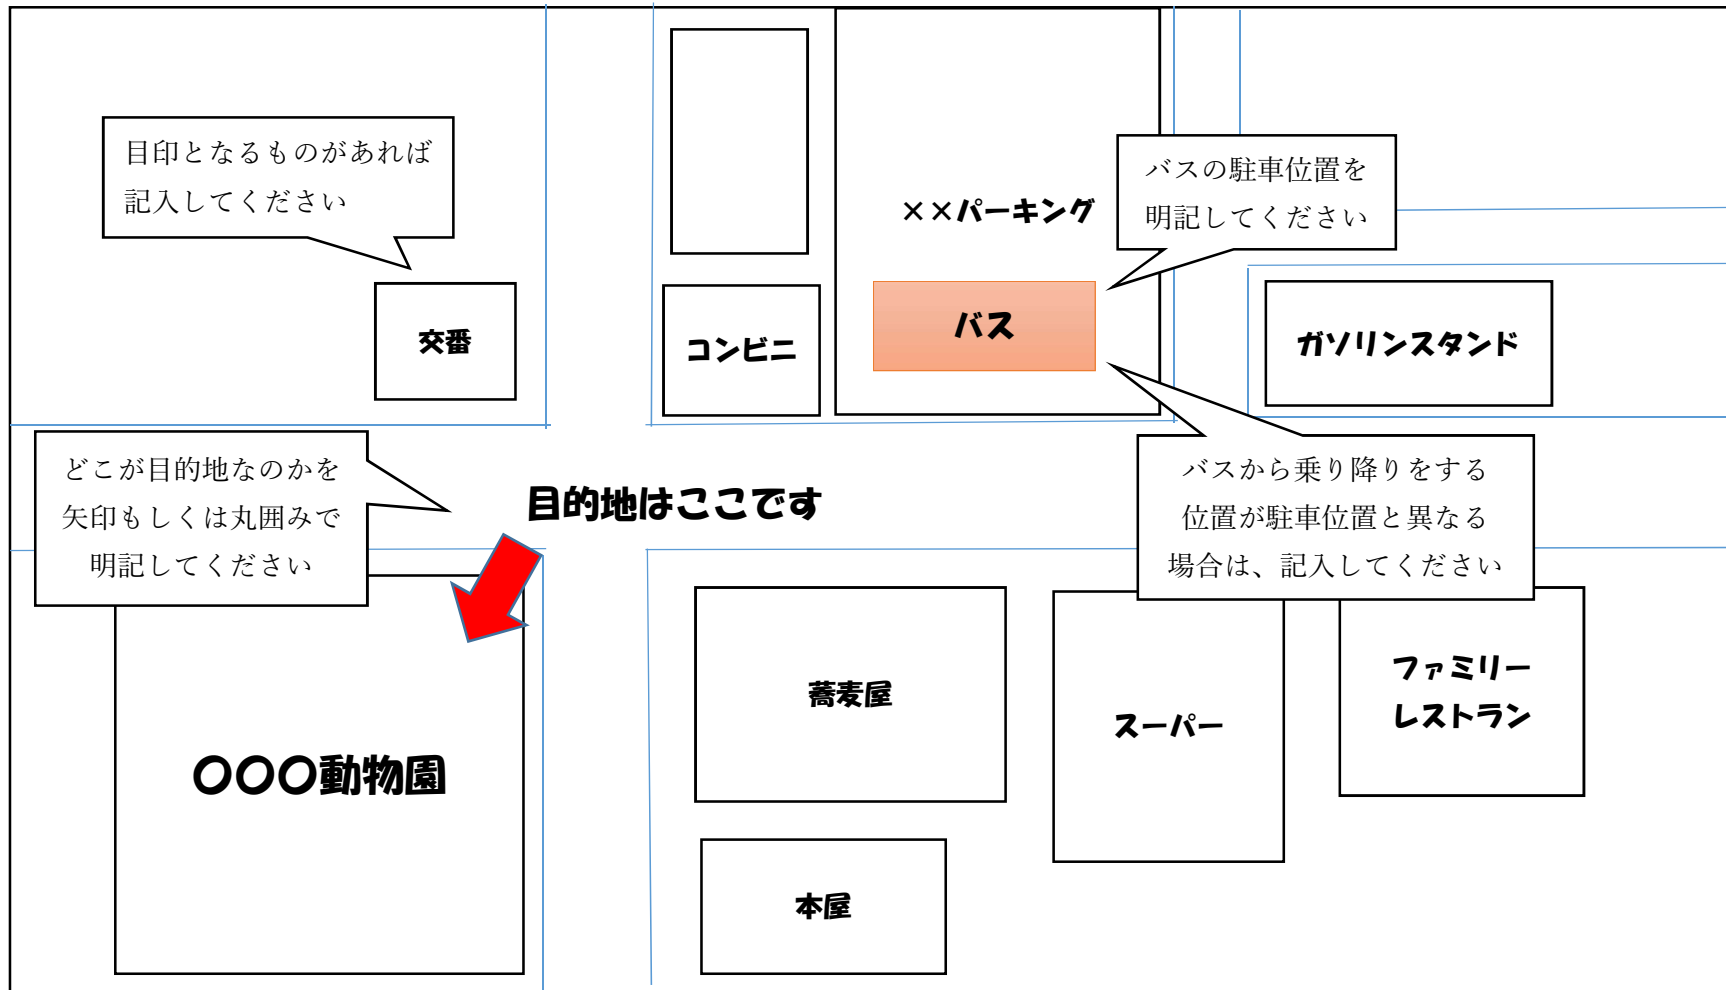 目印となるものがあれば
記入してください
××パーキング
バスの駐車位置を
明記してください
交番
コンビニ
バス
ガソリンスタンド
どこが目的地なのかを
矢印もしくは丸囲みで
明記してください
目的地はここです
バスから乗り降りをする
位置が駐車位置と異なる
場合は、記入してください
〇〇〇動物園
蕎麦屋
スーパー
ファミリー
レストラン
本屋